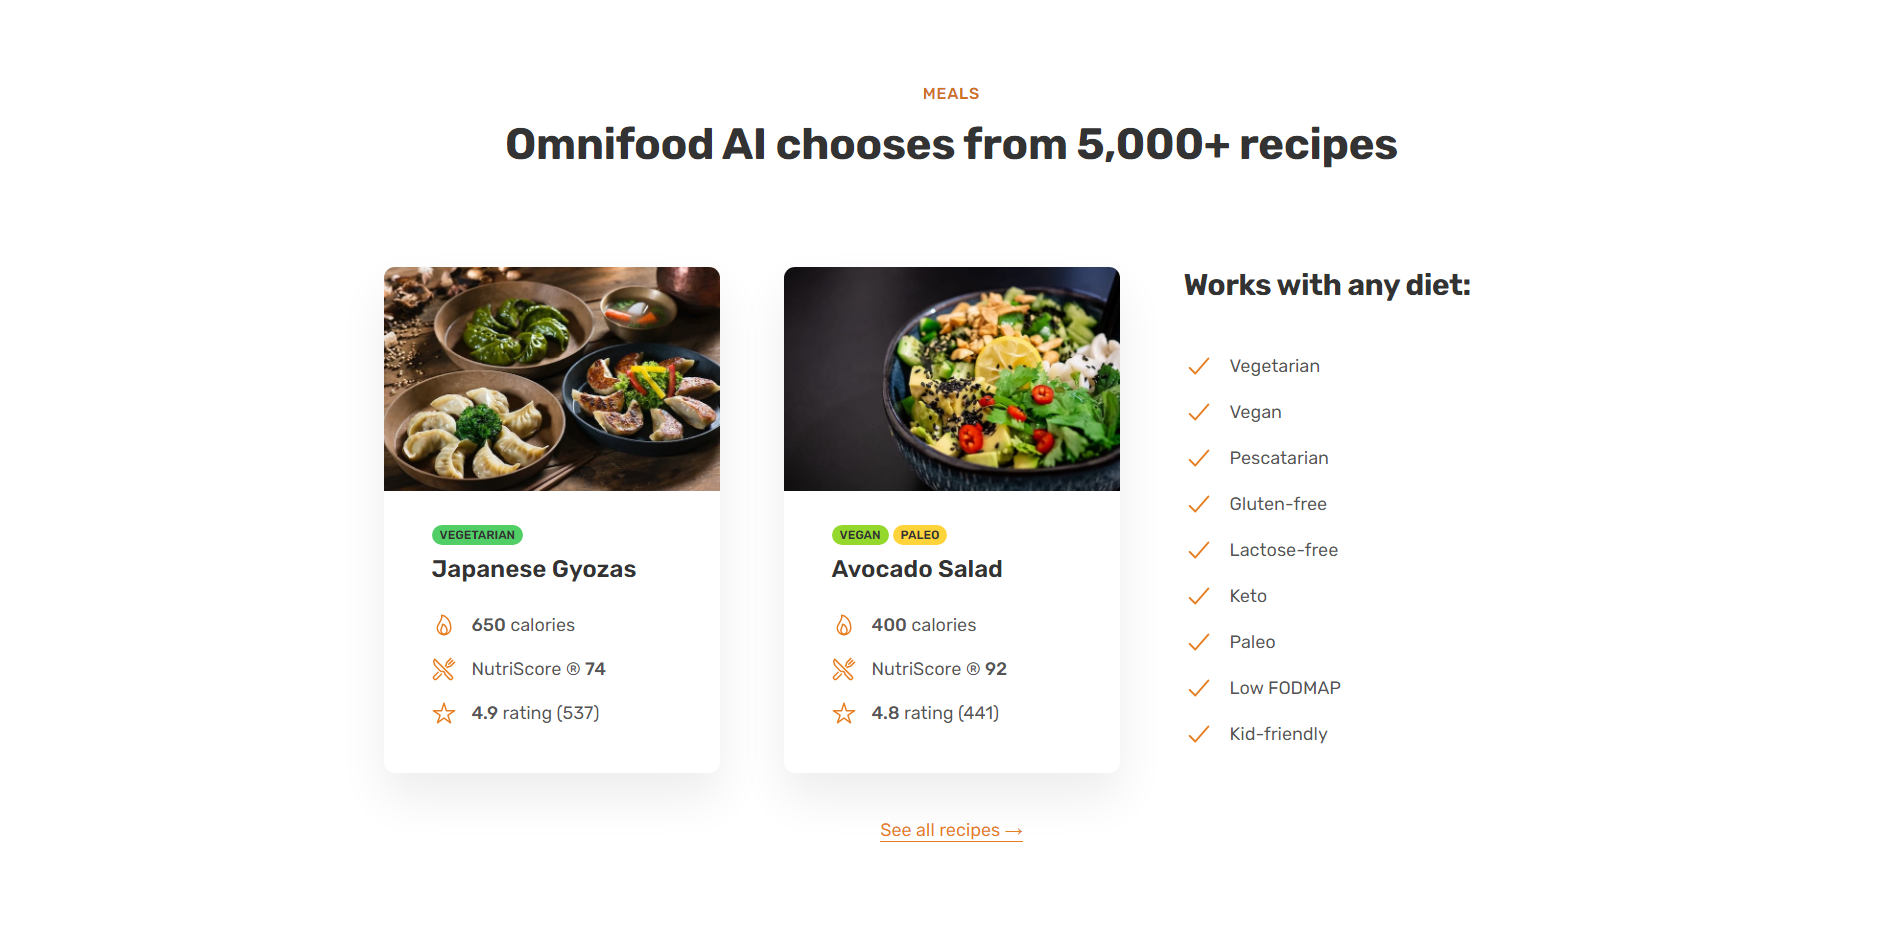 MEALS
Omnifood AI chooses from 5,000+ recipes
VEGETARIAN
Japanese Gyozas
650 calories
NutriScore ® 74
4.9 rating (537)
VEGAN PALEO
Avocado Salad
400 calories
NutriScore ® 92
4.8 rating (441)
Works with any diet:
Vegetarian
Vegan
Pescatarian
Gluten-free
Lactose-free
Keto
Paleo
Low FODMAP
Kid-friendly
See all recipes →